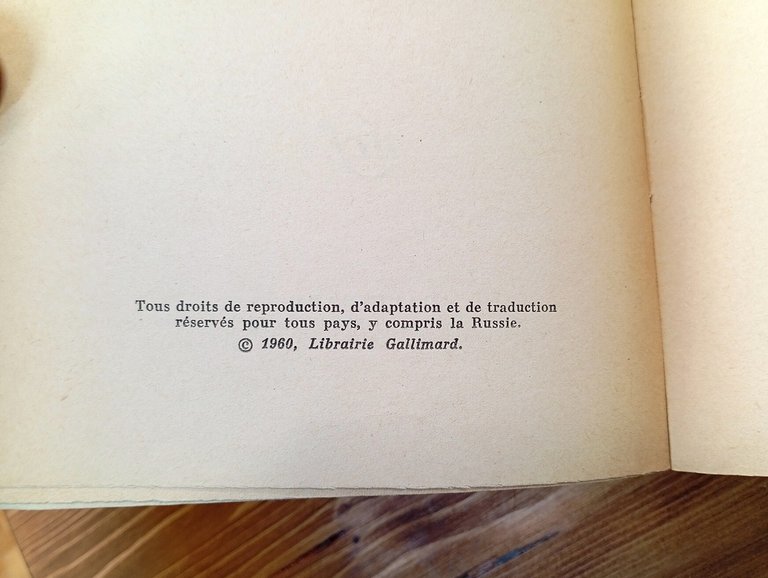 Tous droits de reproduction, d'adaptation et de traduction
réservés pour tous pays, y compris la Russie.
© 1960, Librairie Gallimard.